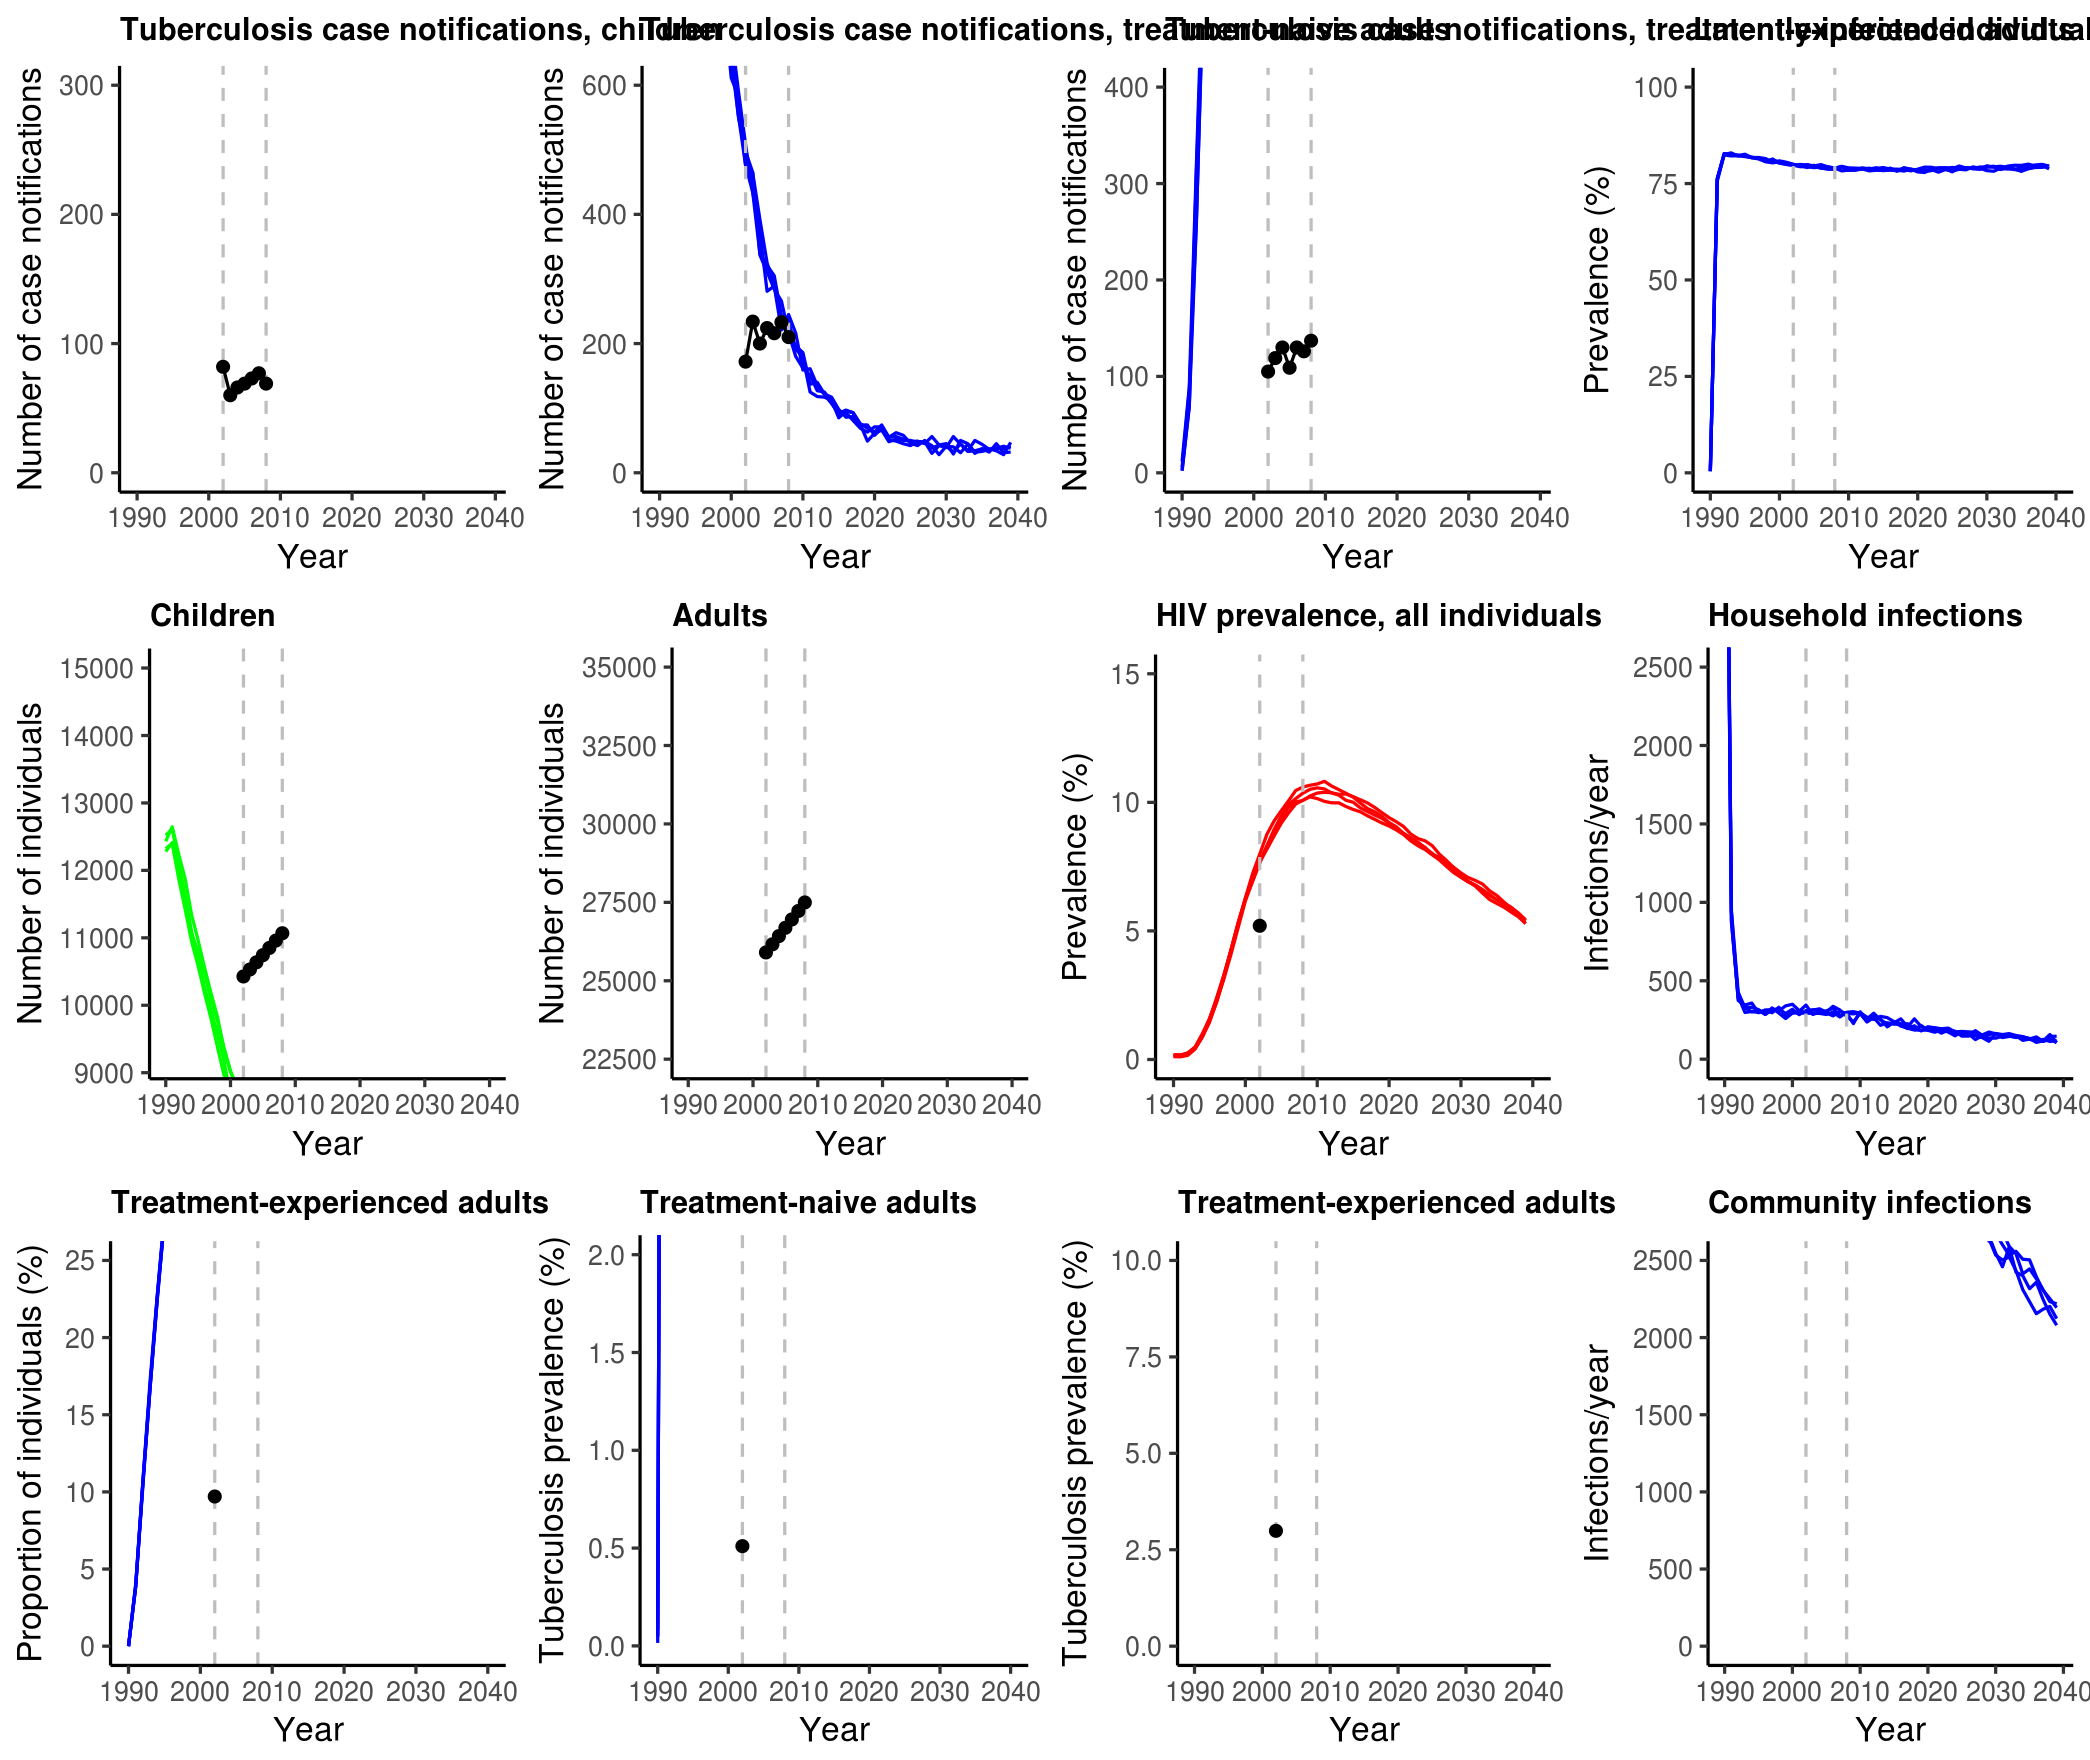 Tuberculosis case notifications, children
Tuberculosis case notifications, treatment-naive adults
Tuberculosis case notifications, treatment-experienced adults
Latently-infected individuals
Number of case notifications
300
200
100
0
1990 2000 2010 2020 2030 2040
Year
Number of case notifications
600
400
200
0
1990 2000 2010 2020 2030 2040
Year
Number of case notifications
400
300
200
100
0
1990 2000 2010 2020 2030 2040
Year
Prevalence (%)
100
75
50
25
0
1990 2000 2010 2020 2030 2040
Year
Children
Number of individuals
15000
14000
13000
12000
11000
10000
9000
1990 2000 2010 2020 2030 2040
Year
Adults
Number of individuals
35000
32500
30000
27500
25000
22500
1990 2000 2010 2020 2030 2040
Year
HIV prevalence, all individuals
Prevalence (%)
15
10
5
0
1990 2000 2010 2020 2030 2040
Year
Household infections
Infections/year
2500
2000
1500
1000
500
0
1990 2000 2010 2020 2030 2040
Year
Treatment-experienced adults
Proportion of individuals (%)
25
20
15
10
5
0
1990 2000 2010 2020 2030 2040
Year
Treatment-naive adults
Tuberculosis prevalence (%)
2.0
1.5
1.0
0.5
0.0
1990 2000 2010 2020 2030 2040
Year
Treatment-experienced adults
Tuberculosis prevalence (%)
10.0
7.5
5.0
2.5
0.0
1990 2000 2010 2020 2030 2040
Year
Community infections
Infections/year
2500
2000
1500
1000
500
0
1990 2000 2010 2020 2030 2040
Year